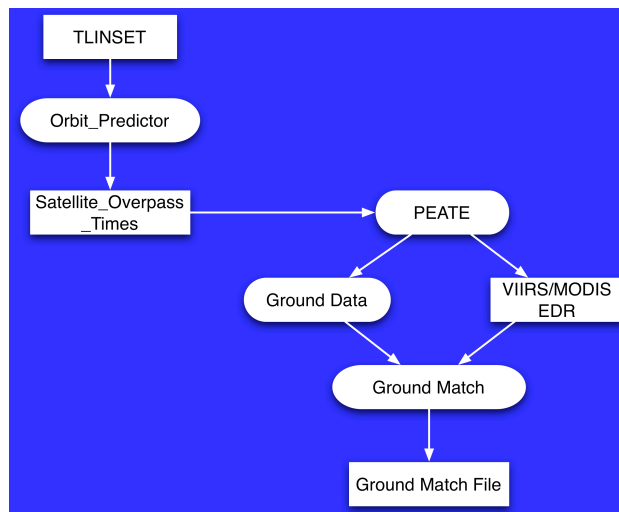 TLINSET
Orbit_Predictor
Satellite_Overpass
_Times
PEATE
Ground Data
VIIRS/MODIS
EDR
Ground Match
Ground Match File